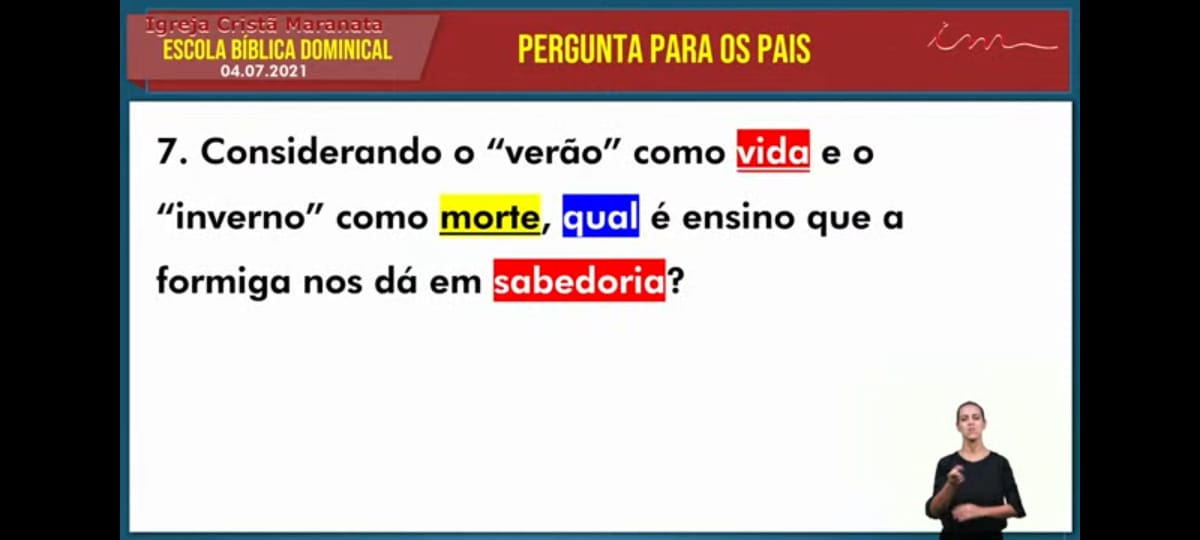 Igreja Cristã Maranata
ESCOLA BÍBLICA DOMINICAL
04.07.2021
PERGUNTA PARA OS PAIS
im
7. Considerando o “verão” como vida e o
“inverno” como morte, qual é ensino que a
formiga nos dá em sabedoria?